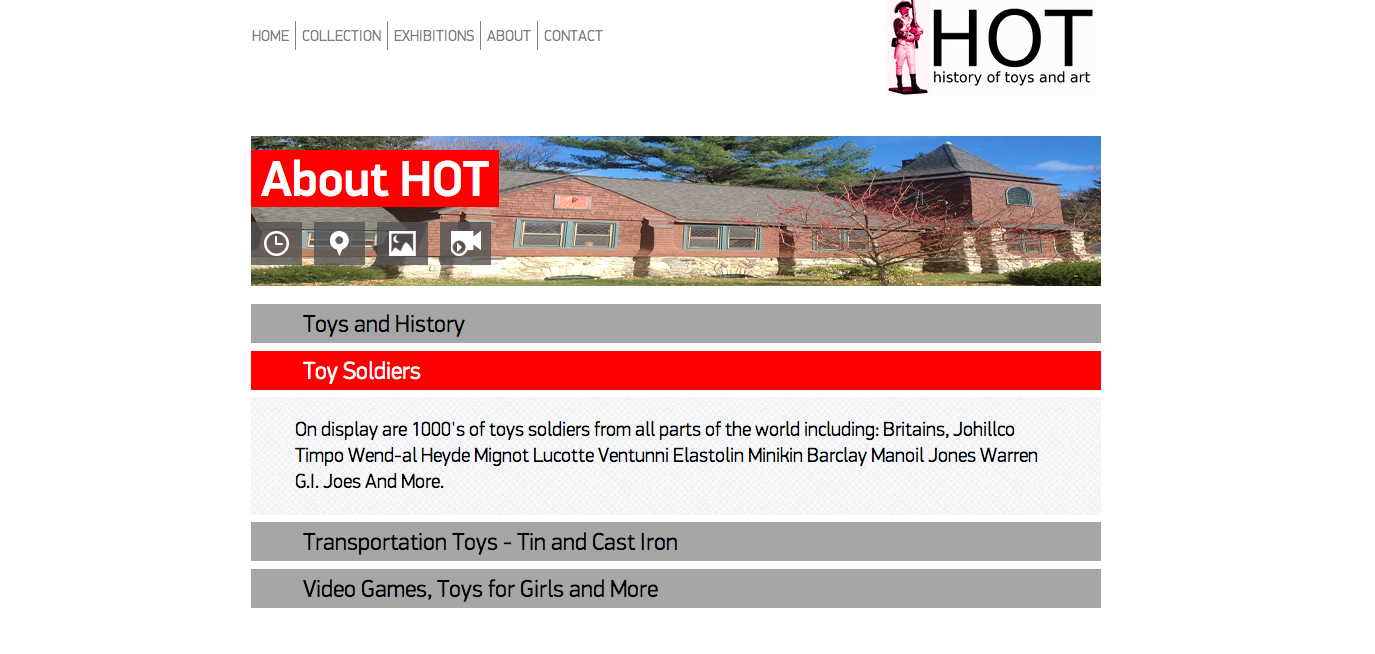 HOME
COLLECTION
EXHIBITIONS
ABOUT
CONTACT
HOT
history of toys and art
About HOT
Toys and History
Toy Soldiers
On display are 1000's of toys soldiers from all parts of the world including: Britains, Johillco
Timpo Wend-al Heyde Mignot Lucotte Ventunni Elastolin Minikin Barclay Manoil Jones Warren
G.I. Joes And More.
Transportation Toys - Tin and Cast Iron
Video Games, Toys for Girls and More